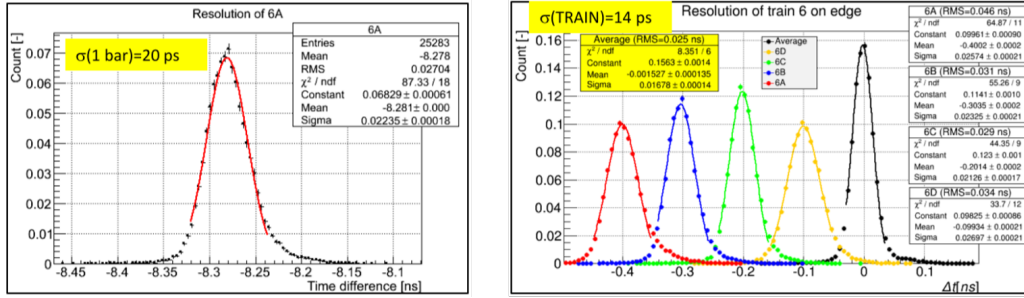 Resolution of 6A
σ(1 bar)=20 ps
6A
Entries 25283
Mean -8.278
RMS 0.02704
χ² / ndf 87.33 / 18
Constant 0.06829 ± 0.00061
Mean -8.281 ± 0.000
Sigma 0.02235 ± 0.00018
Count [-]
0.07
0.06
0.05
0.04
0.03
0.02
0.01
0
-8.45 -8.4 -8.35 -8.3 -8.25 -8.2 -8.15 -8.1
Time difference [ns]
σ(TRAIN)=14 ps
Resolution of train 6 on edge
Average (RMS=0.025 ns)
χ² / ndf 8.351 / 6
Constant 0.1563 ± 0.0014
Mean -0.001527 ± 0.000135
Sigma 0.01678 ± 0.00014
Average
6D
6C
6B
6A
6A (RMS=0.046 ns)
χ² / ndf 64.87 / 11
Constant 0.09961 ± 0.00090
Mean -0.4002 ± 0.0002
Sigma 0.02574 ± 0.00021
6B (RMS=0.031 ns)
χ² / ndf 55.26 / 9
Constant 0.1141 ± 0.0010
Mean -0.3035 ± 0.0002
Sigma 0.02325 ± 0.00021
6C (RMS=0.029 ns)
χ² / ndf 44.35 / 9
Constant 0.123 ± 0.001
Mean -0.2014 ± 0.0002
Sigma 0.02126 ± 0.00017
6D (RMS=0.034 ns)
χ² / ndf 33.7 / 12
Constant 0.09825 ± 0.00086
Mean -0.09934 ± 0.00021
Sigma 0.02697 ± 0.00021
Count [-]
0.16
0.14
0.12
0.1
0.08
0.06
0.04
0.02
0
-0.4 -0.3 -0.2 -0.1 0 0.1
Δt[ns]